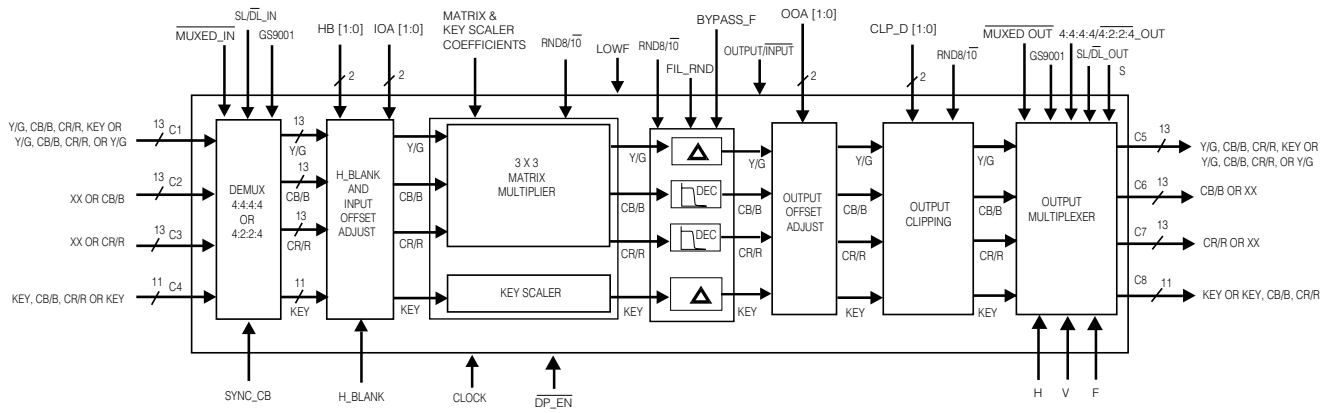 MUXED_IN
SL/DL_IN
GS9001
HB [1:0]
IOA [1:0]
MATRIX &
KEY SCALER
COEFFICIENTS
RND8/10
LOWF
RND8/10
FIL_RND
BYPASS_F
OUTPUT/INPUT
OOA [1:0]
CLP_D [1:0]
RND8/10
MUXED OUT
GS9001
4:4:4:4/4:2:2:4_OUT
SL/DL_OUT
S
2
2
2
2
Y/G, CB/B, CR/R, KEY OR
Y/G, CB/B, CR/R, OR Y/G
13 C1
XX OR CB/B
13 C2
XX OR CR/R
13 C3
KEY, CB/B, CR/R OR KEY
11 C4
DEMUX
4:4:4:4
OR
4:2:2:4
13
Y/G
13
CB/B
13
CR/R
11
KEY
H_BLANK
AND
INPUT
OFFSET
ADJUST
Y/G
CB/B
CR/R
KEY
3 X 3
MATRIX
MULTIPLIER
KEY SCALER
Y/G
CB/B
CR/R
KEY
Δ
DEC
DEC
Δ
Y/G
CB/B
CR/R
KEY
OUTPUT
OFFSET
ADJUST
Y/G
CB/B
CR/R
KEY
OUTPUT
CLIPPING
Y/G
CB/B
CR/R
KEY
OUTPUT
MULTIPLEXER
C5 13
Y/G, CB/B, CR/R, KEY OR
Y/G, CB/B, CR/R, OR Y/G
C6 13
CB/B OR XX
C7 13
CR/R OR XX
C8 11
KEY OR KEY, CB/B, CR/R
SYNC_CB
H_BLANK
CLOCK
DP_EN
H
V
F